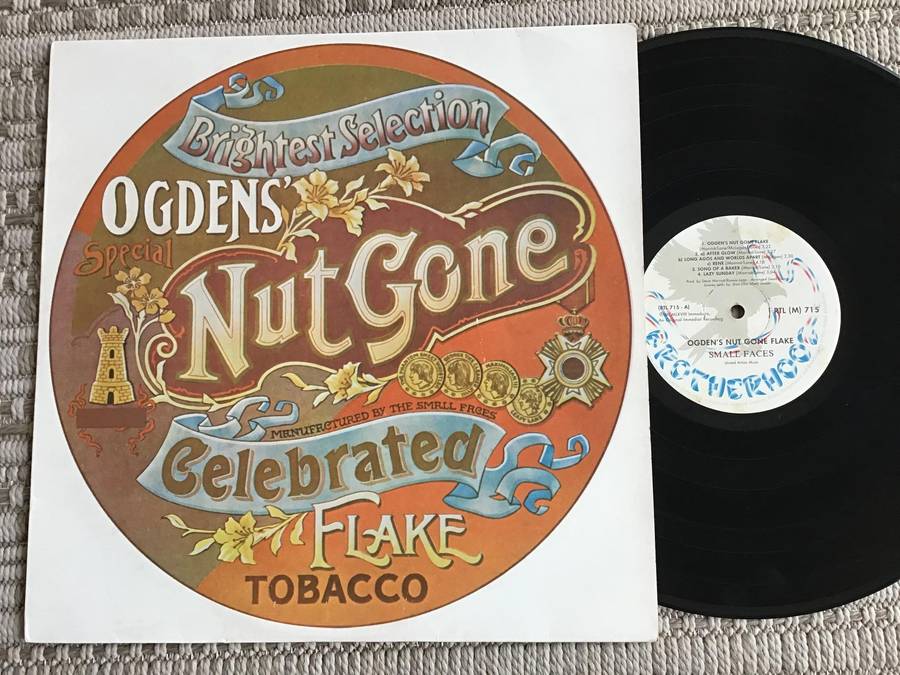 Brightest Selection
OGDENS'
Special
Nut Gone
MANUFACTURED BY THE SMALL FACES
Celebrated
FLAKE
TOBACCO
1. OGDEN'S NUT GONE FLAKE
2. a) AFTER GLOW
b) LONG AGOS AND WORLDS APART
c) RENE
3. SONG OF A BAKER
4. LAZY SUNDAY
(RTL 715 - A)
RTL (M) 715
OGDEN'S NUT GONE FLAKE
SMALL FACES
BROTHERHOOD